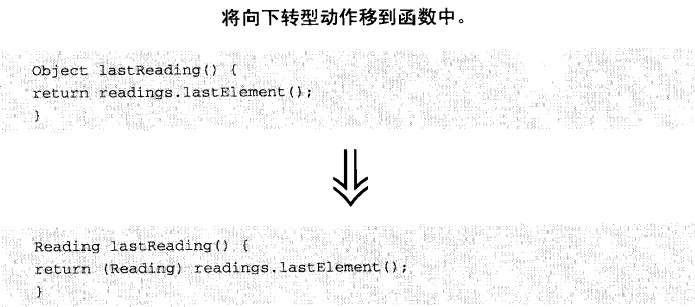 将向下转型动作移到函数中。
Object lastReading() {
return readings.lastElement();
}
Reading lastReading() {
return (Reading) readings.lastElement();
}